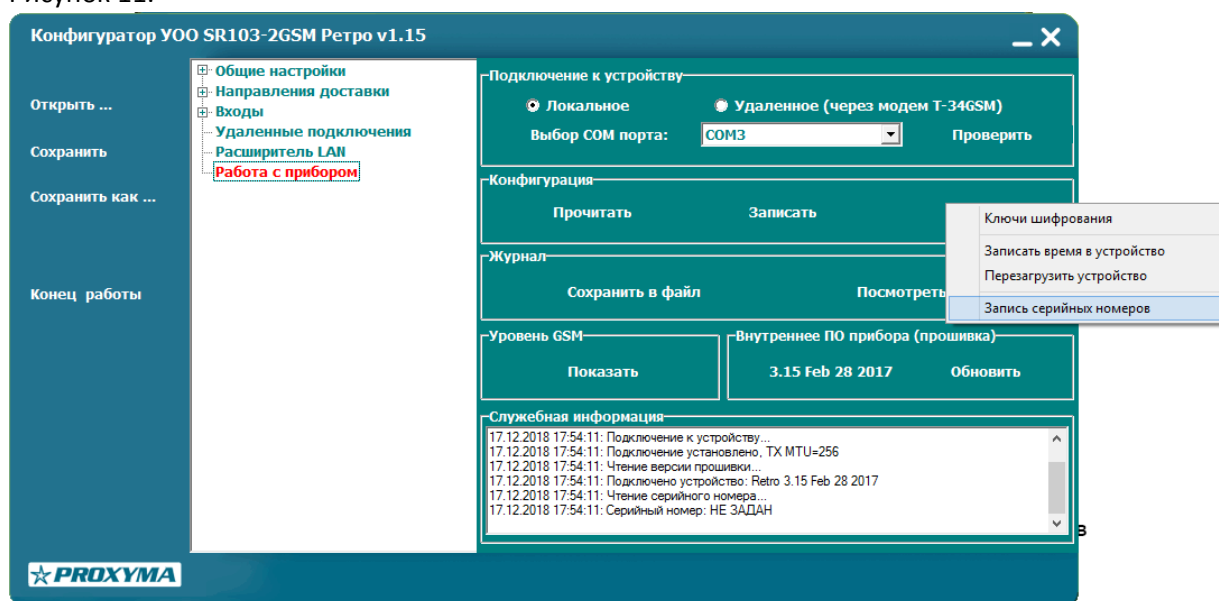 Рисунок 11.
Конфигуратор УОО SR103-2GSM Ретро v1.15
Открыть ...
Сохранить
Сохранить как ...
Конец работы
Общие настройки
Направления доставки
Входы
Удаленные подключения
Расширитель LAN
Работа с прибором
Подключение к устройству
Локальное
Удаленное (через модем T-34GSM)
Выбор COM порта:
COM3
Проверить
Конфигурация
Прочитать
Записать
Ключи шифрования
Записать время в устройство
Перезагрузить устройство
Запись серийных номеров
Журнал
Сохранить в файл
Посмотреть
Уровень GSM
Показать
Внутреннее ПО прибора (прошивка)
3.15 Feb 28 2017
Обновить
Служебная информация
17.12.2018 17:54:11: Подключение к устройству...
17.12.2018 17:54:11: Подключение установлено, TX MTU=256
17.12.2018 17:54:11: Чтение версии прошивки...
17.12.2018 17:54:11: Подключено устройство: Retro 3.15 Feb 28 2017
17.12.2018 17:54:11: Чтение серийного номера...
17.12.2018 17:54:11: Серийный номер: НЕ ЗАДАН
в
PROXYMA